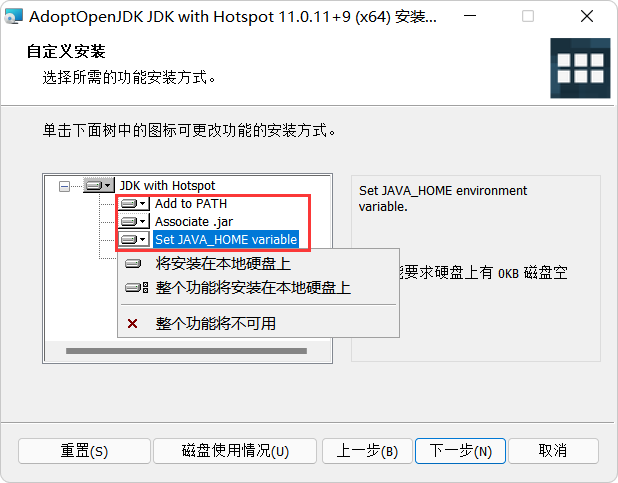 AdoptOpenJDK JDK with Hotspot 11.0.11+9 (x64) 安装...
自定义安装
选择所需的功能安装方式。
单击下面树中的图标可更改功能的安装方式。
JDK with Hotspot
Add to PATH
Associate .jar
Set JAVA_HOME variable
将安装在本地硬盘上
整个功能将安装在本地硬盘上
整个功能将不可用
Set JAVA_HOME environment
variable.
能要求硬盘上有 0KB 磁盘空
重置(S)
磁盘使用情况(U)
上一步(B)
下一步(N)
取消